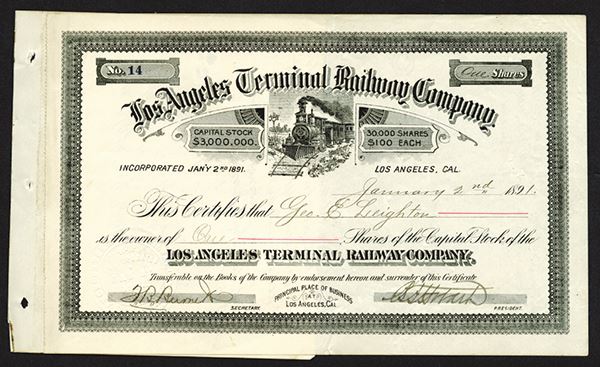 No. 14
One Shares
Los Angeles Terminal Railway Company
CAPITAL STOCK
$3,000,000.
30,000 SHARES
$100 EACH
INCORPORATED JAN'Y 2ND 1891.
LOS ANGELES, CAL.
January 2nd 1891.
This Certifies that Geo. E. Leighton
is the owner of One Shares of the Capital Stock of the
LOS ANGELES TERMINAL RAILWAY COMPANY.
Transferable on the Books of the Company by endorsement hereon and surrender of this Certificate
PRINCIPAL PLACE OF BUSINESS
AT
LOS ANGELES, CAL.
SECRETARY.
PRESIDENT.